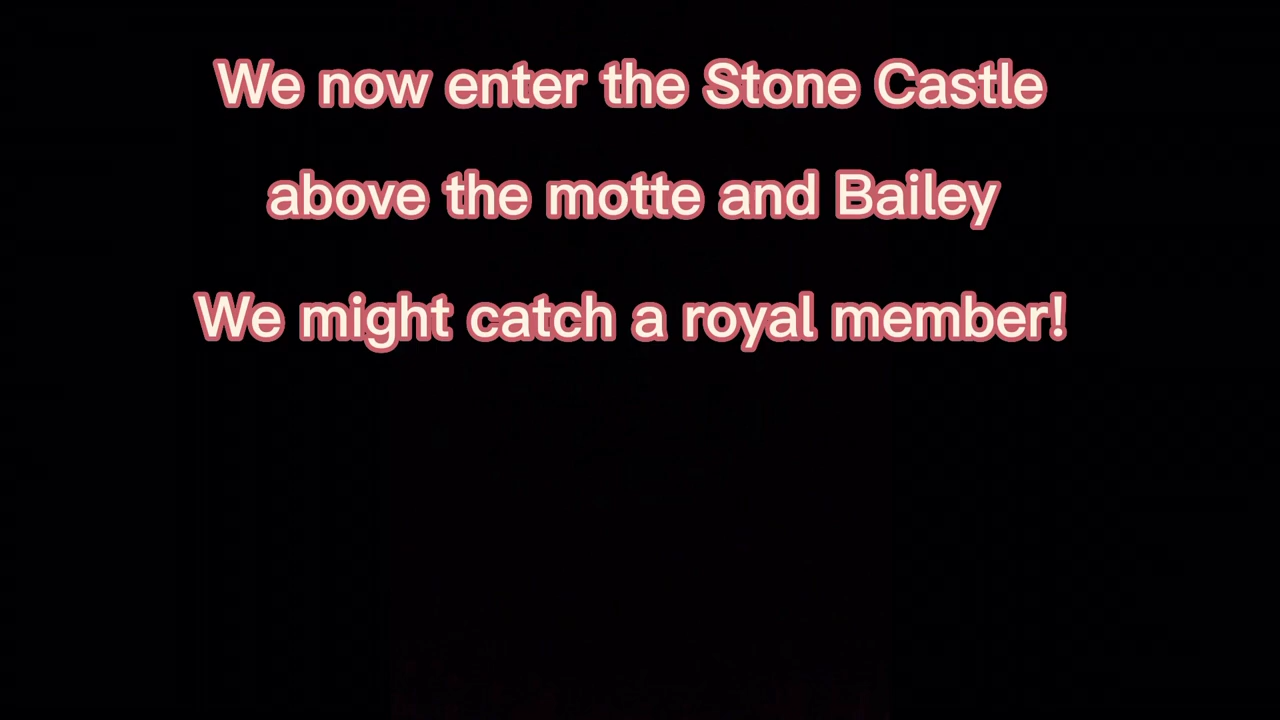 We now enter the Stone Castle
above the motte and Bailey
We might catch a royal member!